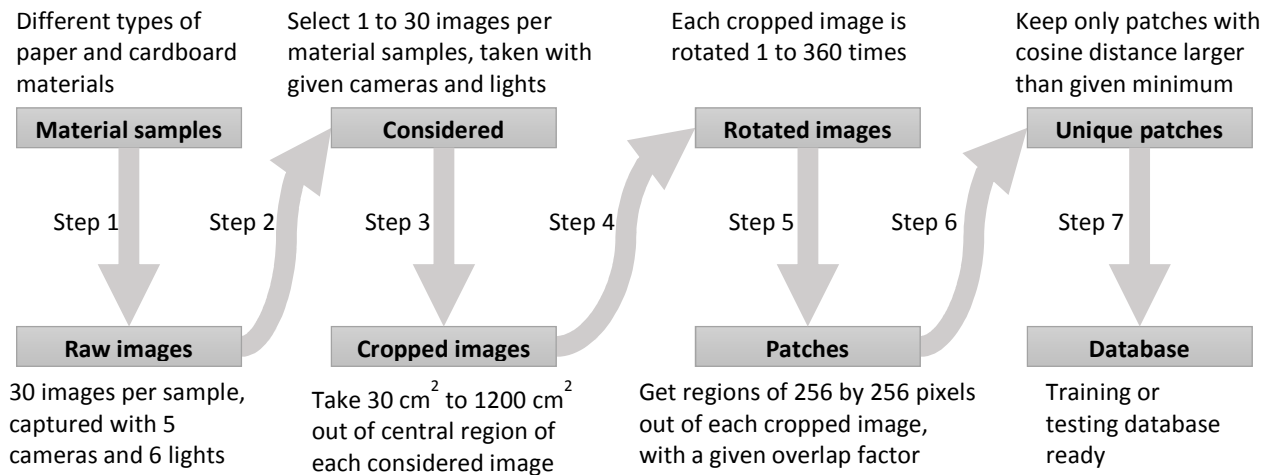 Different types of
paper and cardboard
materials
Select 1 to 30 images per
material samples, taken with
given cameras and lights
Each cropped image is
rotated 1 to 360 times
Keep only patches with
cosine distance larger
than given minimum
Material samples
Considered
Rotated images
Unique patches
Step 1
Step 2
Step 3
Step 4
Step 5
Step 6
Step 7
Raw images
Cropped images
Patches
Database
30 images per sample,
captured with 5
cameras and 6 lights
Take 30 cm² to 1200 cm²
out of central region of
each considered image
Get regions of 256 by 256 pixels
out of each cropped image,
with a given overlap factor
Training or
testing database
ready